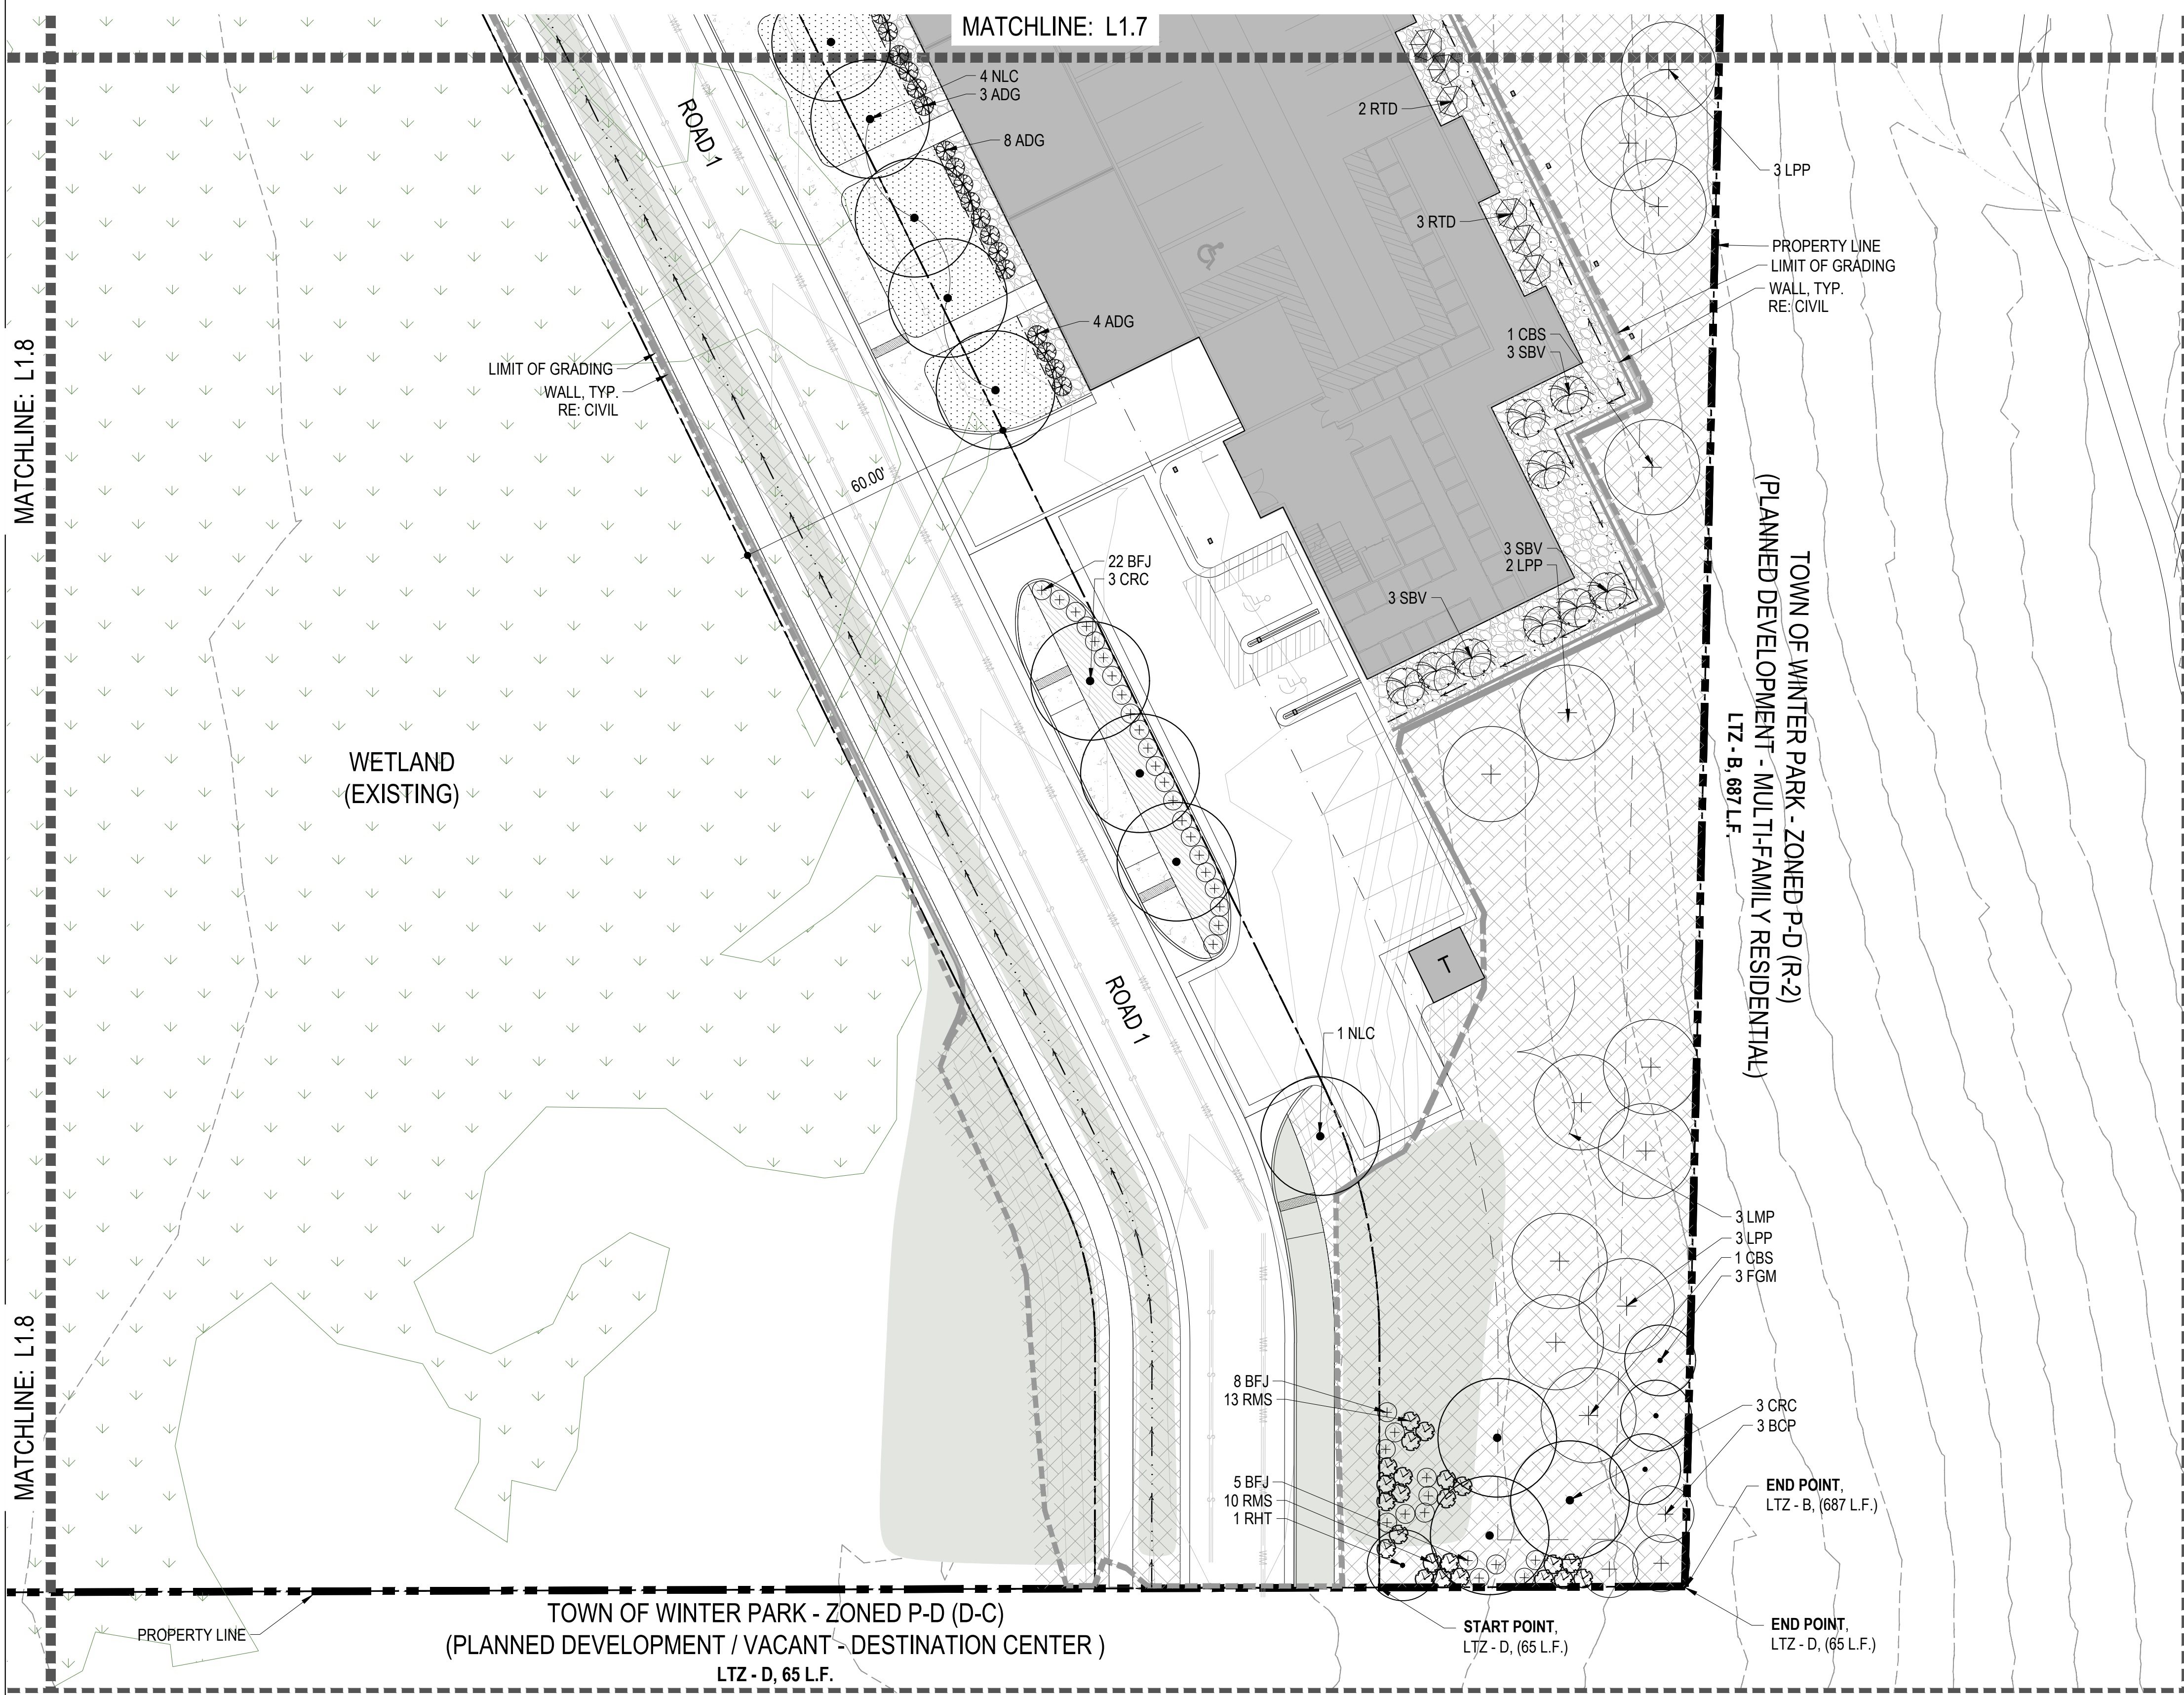 MATCHLINE: L1.7
4 NLC
3 ADG
8 ADG
4 ADG
ROAD 1
2 RTD
3 RTD
3 LPP
PROPERTY LINE
LIMIT OF GRADING
WALL, TYP.
RE: CIVIL
1 CBS
3 SBV
MATCHLINE: L1.8
LIMIT OF GRADING
WALL, TYP.
RE: CIVIL
60.00'
22 BFJ
3 CRC
3 SBV
2 LPP
3 SBV
TOWN OF WINTER PARK - ZONED P-D (R-2)
(PLANNED DEVELOPMENT - MULTI-FAMILY RESIDENTIAL)
LTZ - B, 687 L.F.
WETLAND
(EXISTING)
T
ROAD 1
1 NLC
3 LMP
3 LPP
1 CBS
3 FGM
MATCHLINE: L1.8
8 BFJ
13 RMS
3 CRC
3 BCP
5 BFJ
10 RMS
1 RHT
END POINT,
LTZ - B, (687 L.F.)
PROPERTY LINE
TOWN OF WINTER PARK - ZONED P-D (D-C)
(PLANNED DEVELOPMENT / VACANT - DESTINATION CENTER )
LTZ - D, 65 L.F.
START POINT,
LTZ - D, (65 L.F.)
END POINT,
LTZ - D, (65 L.F.)